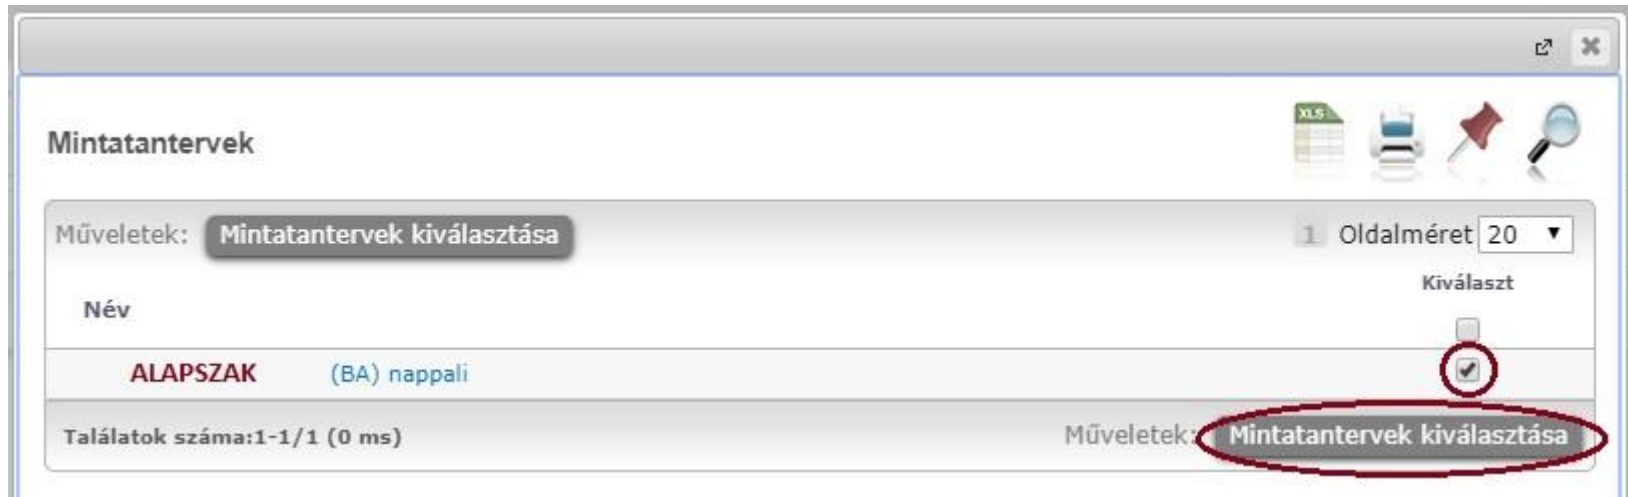 XLS
Mintatantervek
Műveletek: Mintatantervek kiválasztása 1 Oldalméret 20
Kiválaszt
Név
ALAPSZAK (BA) nappali
Találatok száma:1-1/1 (0 ms) Műveletek: Mintatantervek kiválasztása